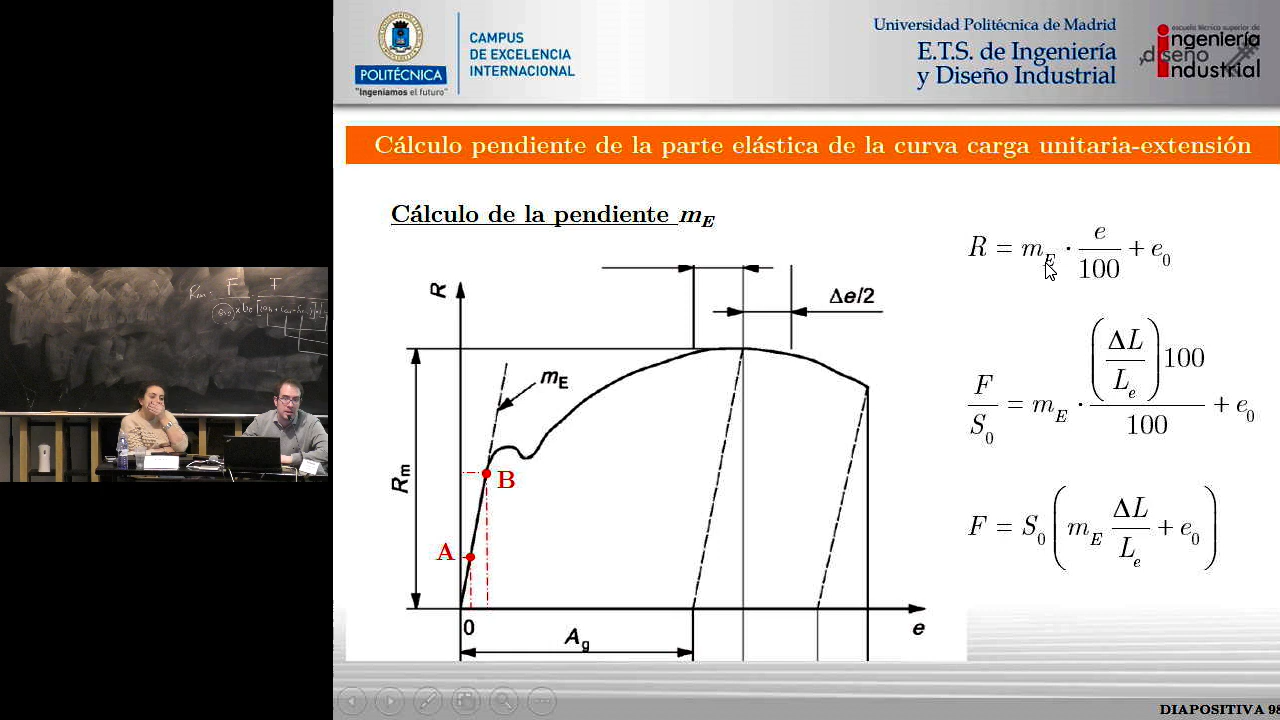 POLITÉCNICA
"Ingeniamos el futuro"
CAMPUS
DE EXCELENCIA
INTERNACIONAL
Universidad Politécnica de Madrid
E.T.S. de Ingeniería
y Diseño Industrial
escuela técnica superior de
ingeniería
y diseño
industrial
Cálculo pendiente de la parte elástica de la curva carga unitaria-extensión
Cálculo de la pendiente m_E
R = m_E · e/100 + e_0
F/S_0 = m_E · (ΔL/L_e)100/100 + e_0
F = S_0 (m_E ΔL/L_e + e_0)
R
Δe/2
m_E
R_m
B
A
0
e
A_g
DIAPOSITIVA 98